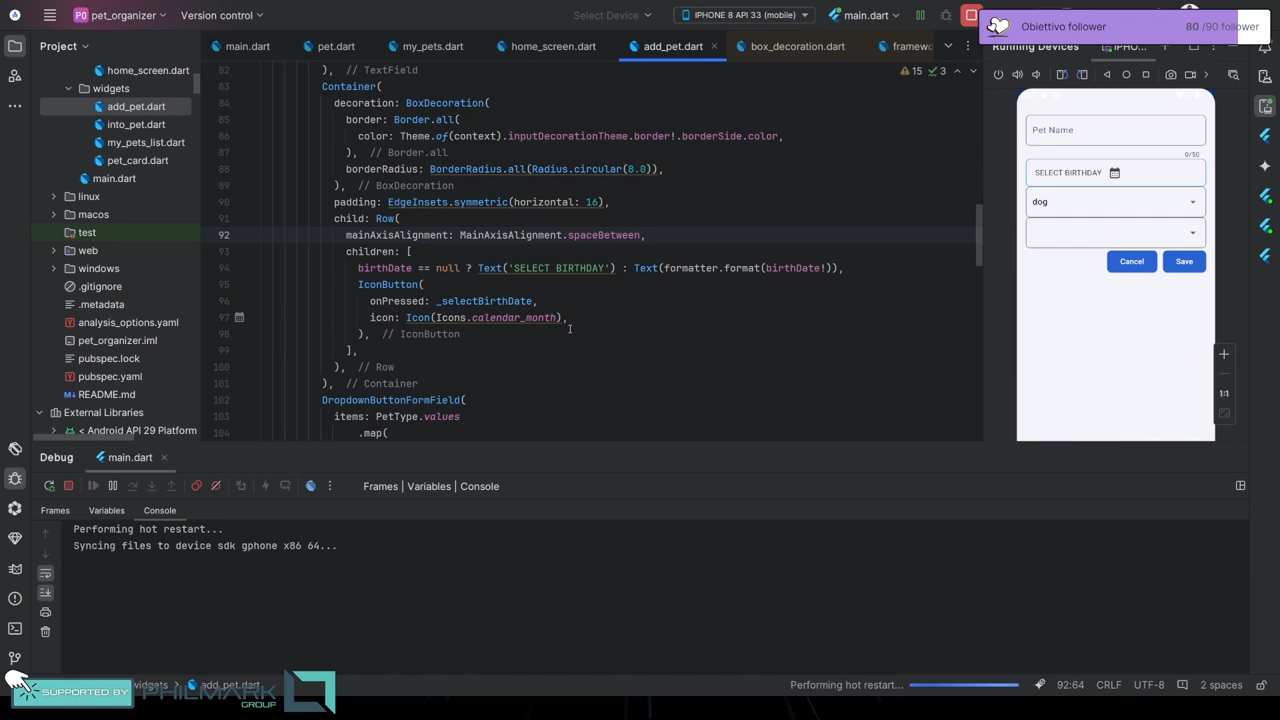 PO pet_organizer
Version control
Select Device
IPHONE 8 API 33 (mobile)
main.dart
Obiettivo follower
80 /90 follower
Project
main.dart
pet.dart
my_pets.dart
home_screen.dart
add_pet.dart
box_decoration.dart
Running Devices
home_screen.dart
widgets
add_pet.dart
into_pet.dart
my_pets_list.dart
pet_card.dart
main.dart
linux
macos
test
web
windows
.gitignore
.metadata
analysis_options.yaml
pet_organizer.iml
pubspec.lock
pubspec.yaml
README.md
External Libraries
< Android API 29 Platform
15
3
82 ), // TextField
83 Container(
84 decoration: BoxDecoration(
85 border: Border.all(
86 color: Theme.of(context).inputDecorationTheme.border!.borderSide.color,
87 ), // Border.all
88 borderRadius: BorderRadius.all(Radius.circular(8.0)),
89 ), // BoxDecoration
90 padding: EdgeInsets.symmetric(horizontal: 16),
91 child: Row(
92 mainAxisAlignment: MainAxisAlignment.spaceBetween,
93 children: [
94 birthDate == null ? Text('SELECT BIRTHDAY') : Text(formatter.format(birthDate!)),
95 IconButton(
96 onPressed: _selectBirthDate,
97 icon: Icon(Icons.calendar_month),
98 ), // IconButton
99 ],
100 ), // Row
101 ), // Container
102 DropdownButtonFormField(
103 items: PetType.values
104 .map(
Pet Name
0/50
SELECT BIRTHDAY
dog
Cancel
Save
1:1
Debug
main.dart
Frames | Variables | Console
Frames
Variables
Console
Performing hot restart...
Syncing files to device sdk gphone x86 64...
SUPPORTED BY
PHILMARK
GROUP
widgets
add_pet.dart
Performing hot restart...
92:64
CRLF
UTF-8
2 spaces